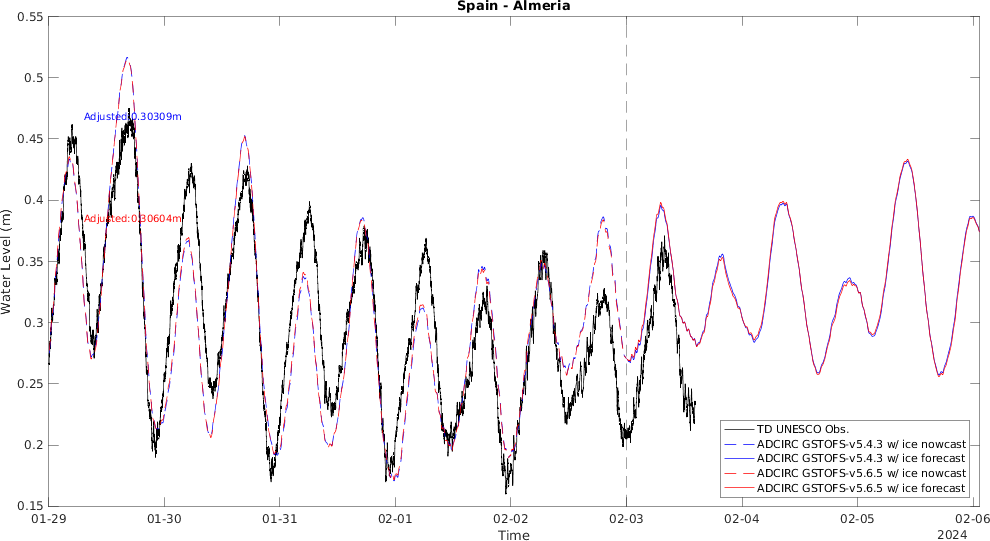 Spain - Almeria
0.55
0.5
0.45
0.4
0.35
0.3
0.25
0.2
0.15
Water Level (m)
Adjusted:0.30309m
Adjusted:0.30604m
TD UNESCO Obs.
ADCIRC GSTOFS-v5.4.3 w/ ice nowcast
ADCIRC GSTOFS-v5.4.3 w/ ice forecast
ADCIRC GSTOFS-v5.6.5 w/ ice nowcast
ADCIRC GSTOFS-v5.6.5 w/ ice forecast
01-29 01-30 01-31 02-01 02-02 02-03 02-04 02-05 02-06
Time
2024